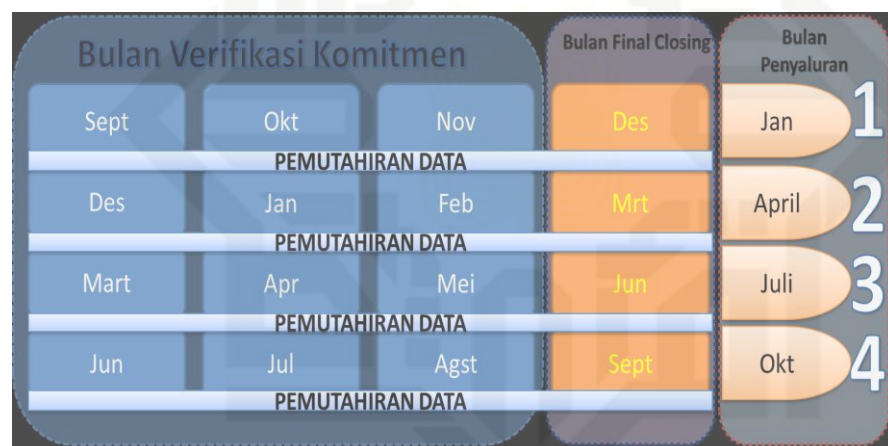 Bulan Verifikasi Komitmen
Bulan Final Closing
Bulan
Penyaluran
Sept Okt Nov Des Jan 1
PEMUTAHIRAN DATA
Des Jan Feb Mrt April 2
PEMUTAHIRAN DATA
Mart Apr Mei Jun Juli 3
PEMUTAHIRAN DATA
Jun Jul Agst Sept Okt 4
PEMUTAHIRAN DATA